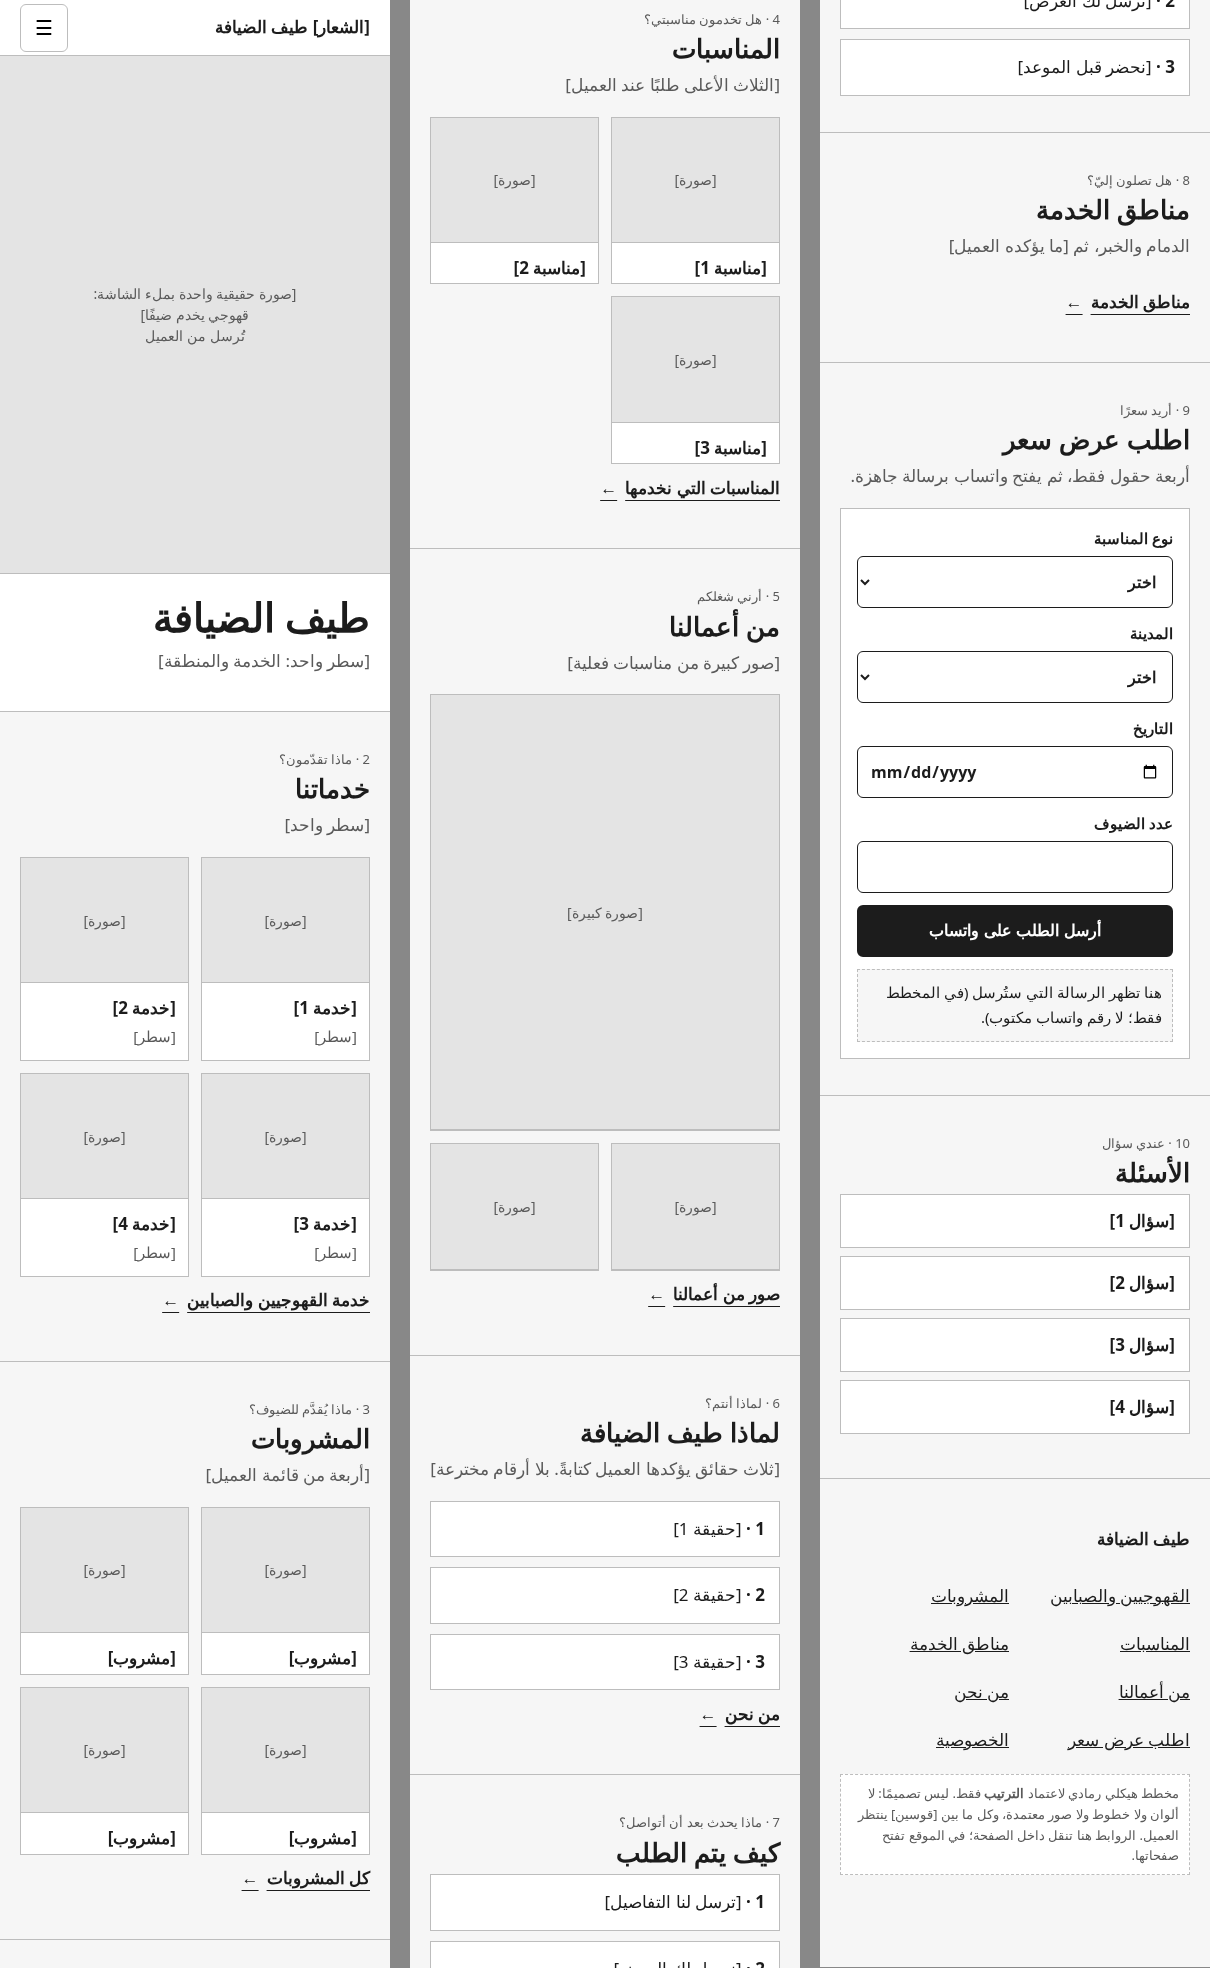 [الشعار] طيف الضيافة
☰
[صورة حقيقية واحدة بملء الشاشة:
قهوجي يخدم ضيفًا]
تُرسل من العميل
طيف الضيافة
[سطر واحد: الخدمة والمنطقة]
2 · ماذا تقدّمون؟
خدماتنا
[سطر واحد]
[صورة]
[صورة]
[خدمة 1]
[سطر]
[خدمة 2]
[سطر]
[صورة]
[صورة]
[خدمة 3]
[سطر]
[خدمة 4]
[سطر]
خدمة القهوجيين والصبابين ←
3 · ماذا يُقدَّم للضيوف؟
المشروبات
[أربعة من قائمة العميل]
[صورة]
[صورة]
[مشروب]
[مشروب]
[صورة]
[صورة]
[مشروب]
[مشروب]
كل المشروبات ←
4 · هل تخدمون مناسبتي؟
المناسبات
[الثلاث الأعلى طلبًا عند العميل]
[صورة]
[صورة]
[مناسبة 1]
[مناسبة 2]
[صورة]
[مناسبة 3]
المناسبات التي نخدمها ←
5 · أرني شغلكم
من أعمالنا
[صور كبيرة من مناسبات فعلية]
[صورة كبيرة]
[صورة]
[صورة]
صور من أعمالنا ←
6 · لماذا أنتم؟
لماذا طيف الضيافة
[ثلاث حقائق يؤكدها العميل كتابةً. بلا أرقام مخترعة]
1 · [حقيقة 1]
2 · [حقيقة 2]
3 · [حقيقة 3]
من نحن ←
7 · ماذا يحدث بعد أن أتواصل؟
كيف يتم الطلب
1 · [ترسل لنا التفاصيل]
2 · [نرسل لك العرض]
3 · [نحضر قبل الموعد]
8 · هل تصلون إليّ؟
مناطق الخدمة
الدمام والخبر، ثم [ما يؤكده العميل]
مناطق الخدمة ←
9 · أريد سعرًا
اطلب عرض سعر
أربعة حقول فقط، ثم يفتح واتساب برسالة جاهزة.
نوع المناسبة
اختر
المدينة
اختر
التاريخ
mm/dd/yyyy
عدد الضيوف
أرسل الطلب على واتساب
هنا تظهر الرسالة التي ستُرسل (في المخطط
فقط؛ لا رقم واتساب مكتوب).
10 · عندي سؤال
الأسئلة
[سؤال 1]
[سؤال 2]
[سؤال 3]
[سؤال 4]
طيف الضيافة
القهوجيين والصبابين
المشروبات
المناسبات
مناطق الخدمة
من أعمالنا
من نحن
اطلب عرض سعر
الخصوصية
مخطط هيكلي رمادي لاعتماد الترتيب فقط. ليس تصميمًا: لا
ألوان ولا خطوط ولا صور معتمدة، وكل ما بين [قوسين] ينتظر
العميل. الروابط هنا تنقل داخل الصفحة؛ في الموقع تفتح
صفحاتها.